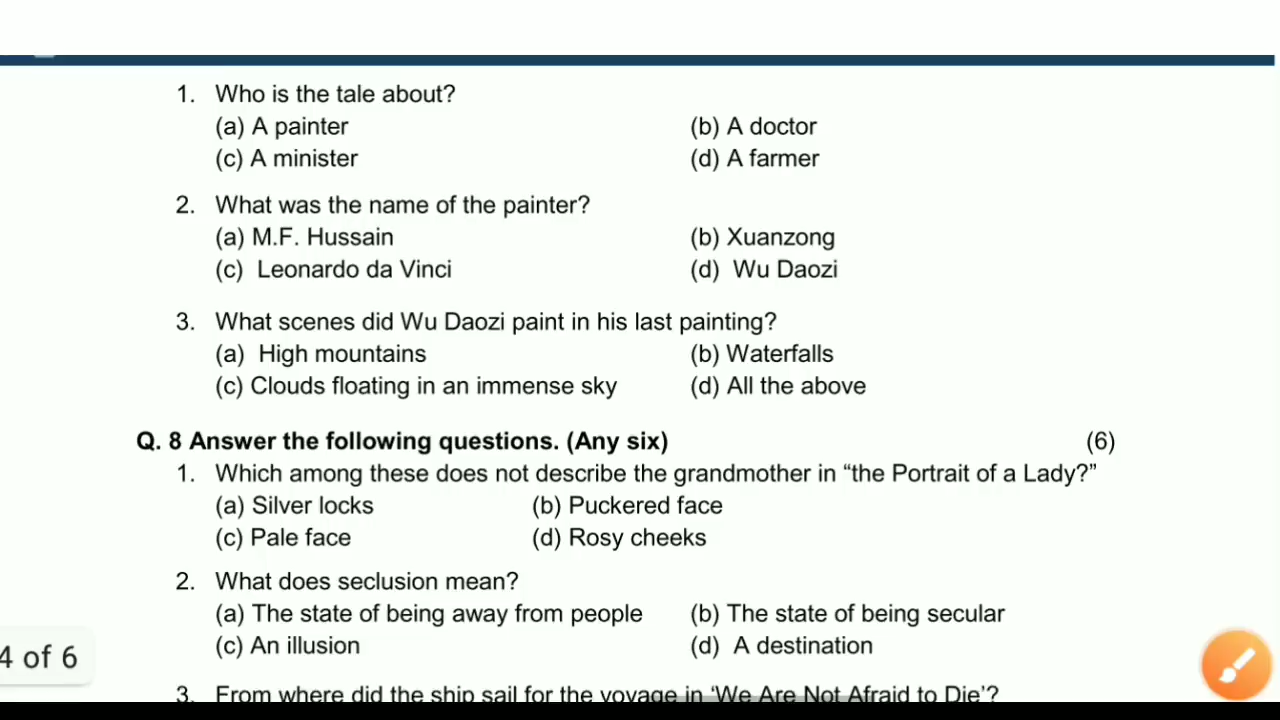 1. Who is the tale about?
(a) A painter (b) A doctor
(c) A minister (d) A farmer
2. What was the name of the painter?
(a) M.F. Hussain (b) Xuanzong
(c) Leonardo da Vinci (d) Wu Daozi
3. What scenes did Wu Daozi paint in his last painting?
(a) High mountains (b) Waterfalls
(c) Clouds floating in an immense sky (d) All the above
Q. 8 Answer the following questions. (Any six) (6)
1. Which among these does not describe the grandmother in “the Portrait of a Lady?”
(a) Silver locks (b) Puckered face
(c) Pale face (d) Rosy cheeks
2. What does seclusion mean?
(a) The state of being away from people (b) The state of being secular
(c) An illusion (d) A destination
4 of 6
3. From where did the ship sail for the voyage in ‘We Are Not Afraid to Die’?